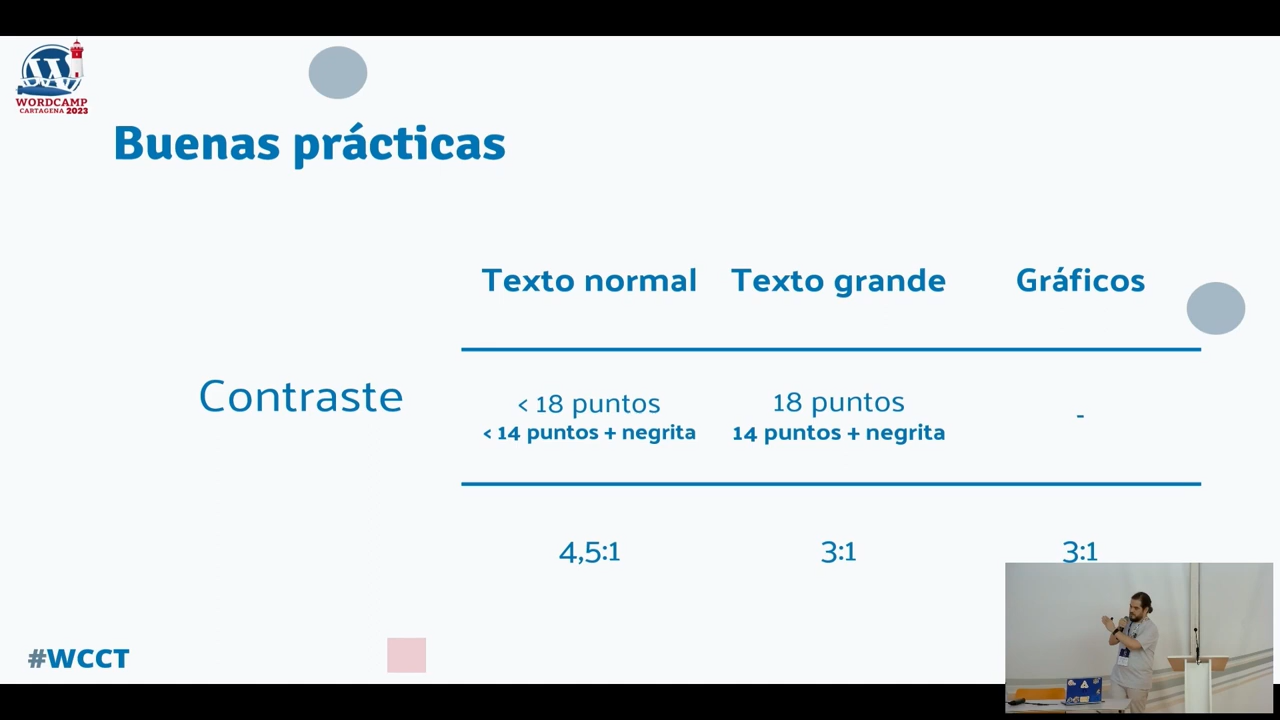 WORDCAMP
CARTAGENA 2023
Buenas prácticas
Texto normal Texto grande Gráficos
Contraste
< 18 puntos 18 puntos -
< 14 puntos + negrita 14 puntos + negrita
4,5:1 3:1 3:1
#WCCT